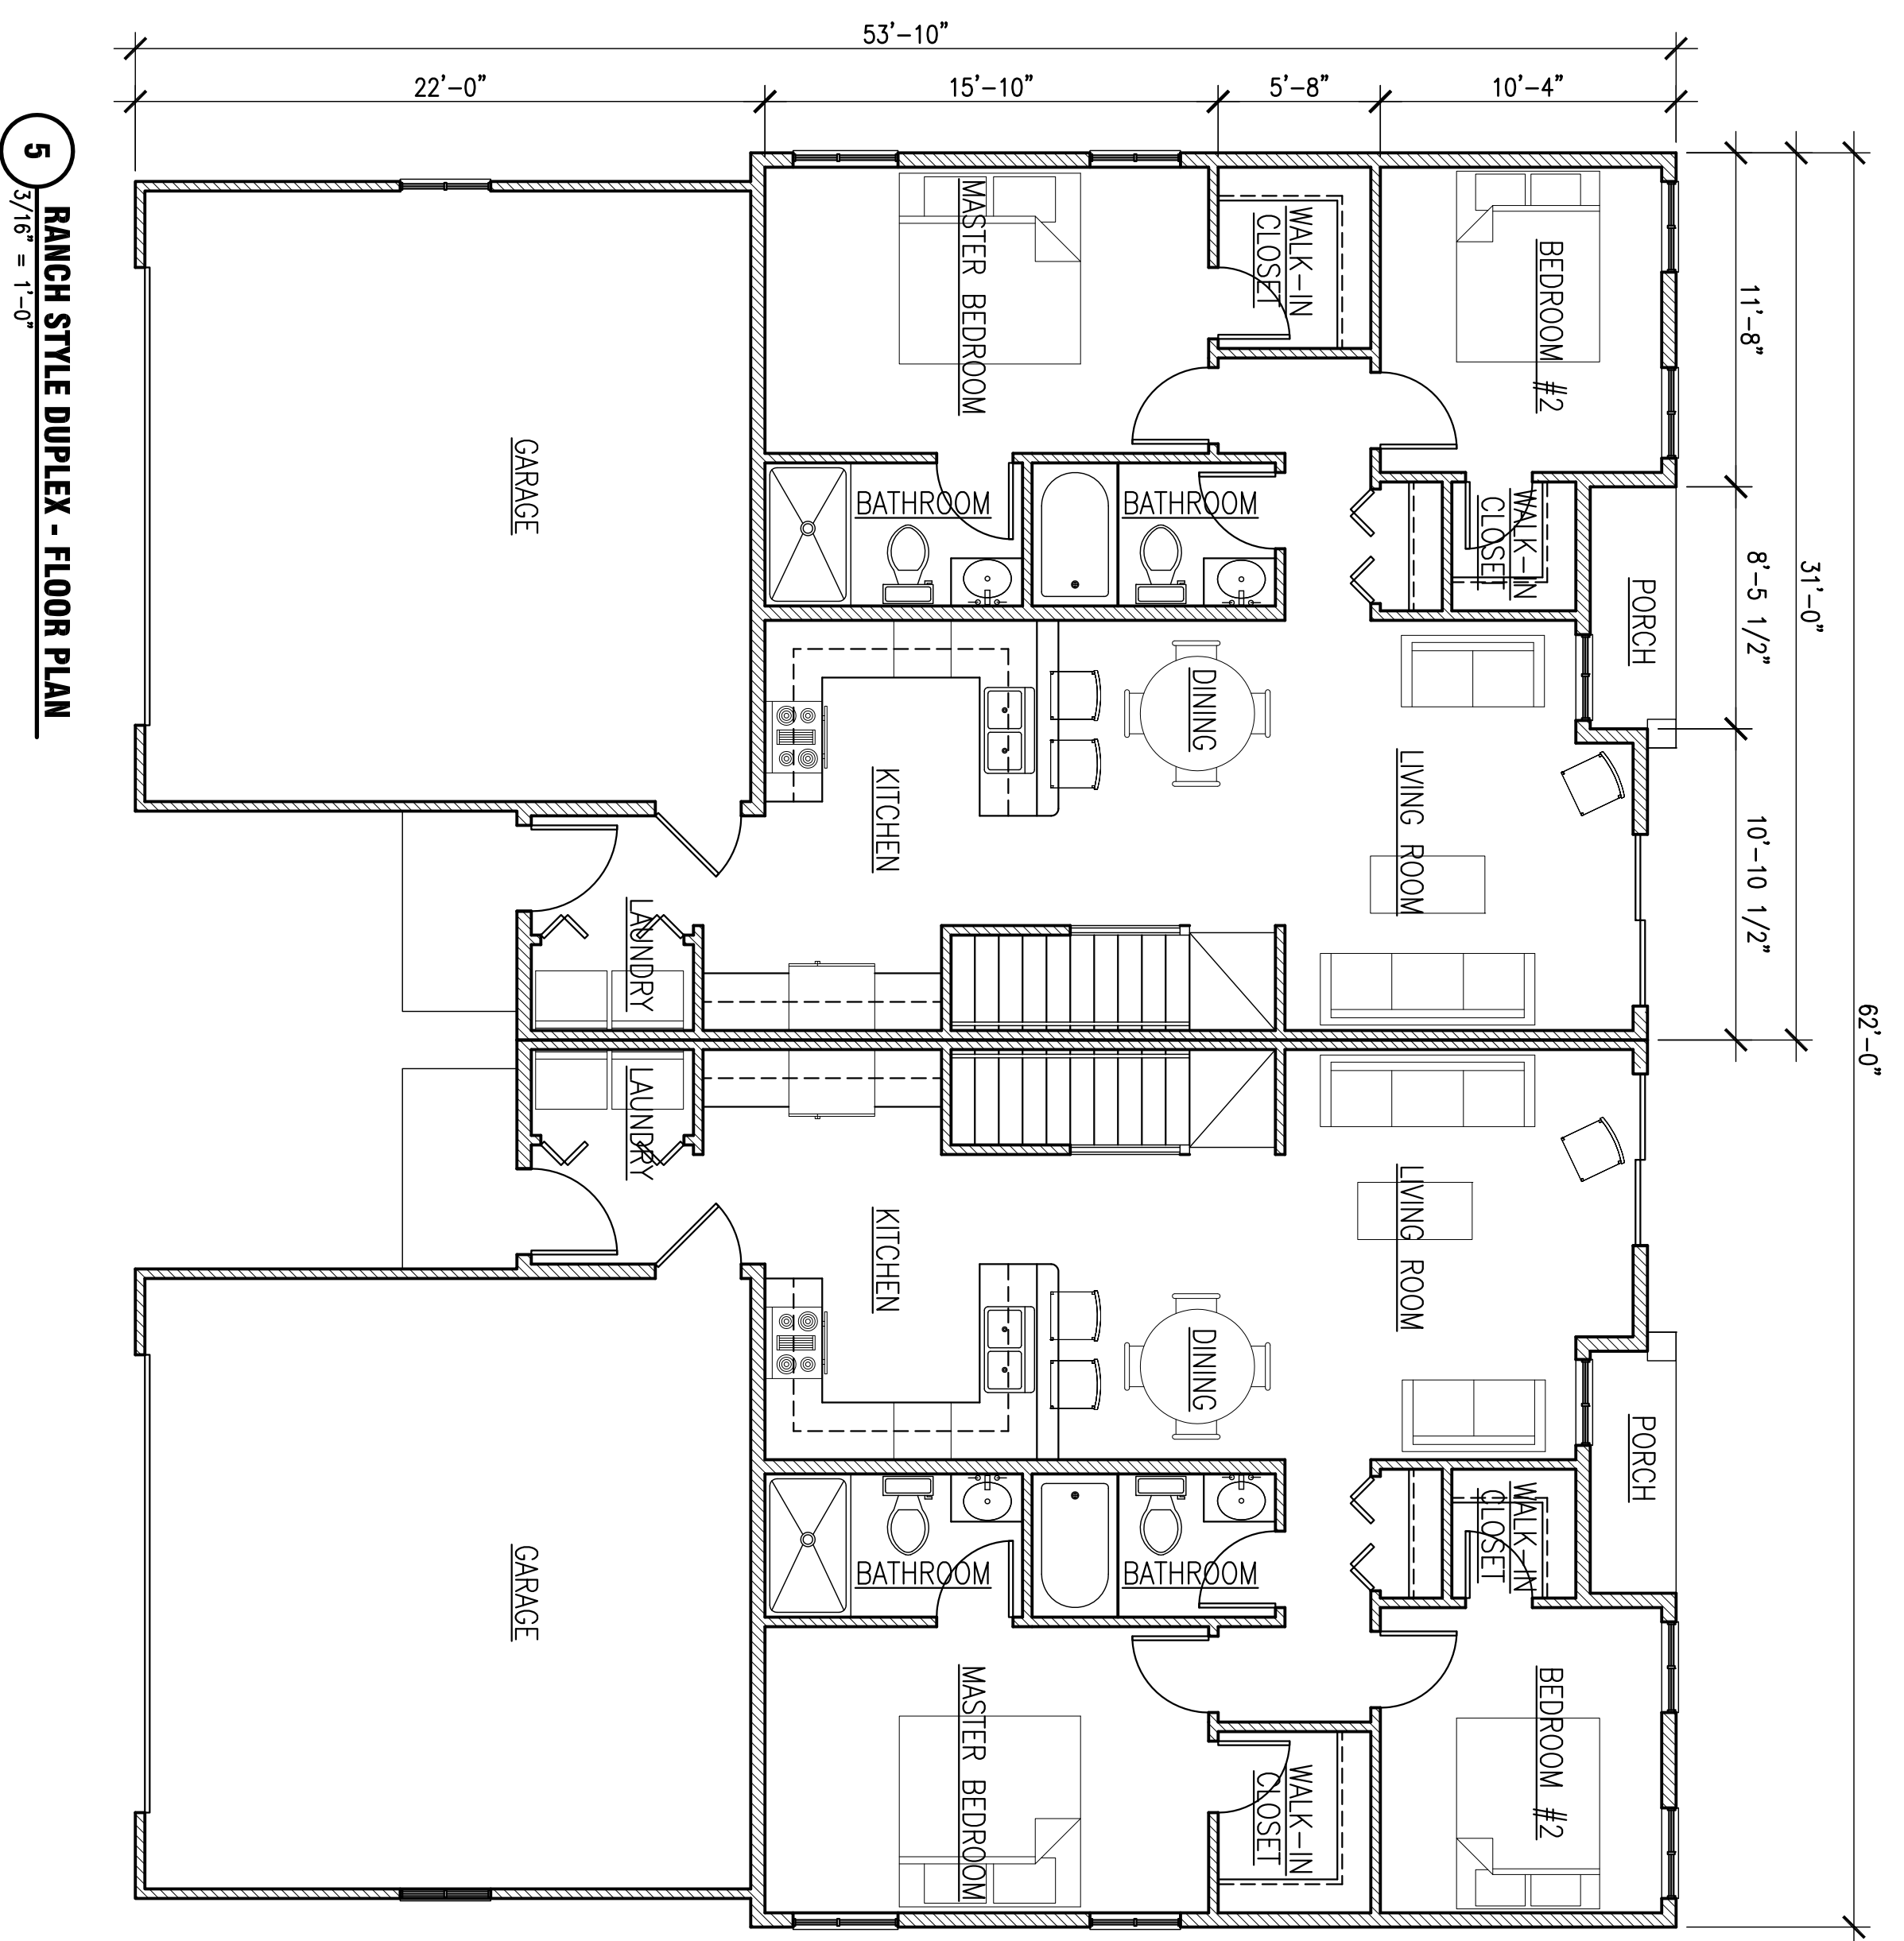 53'-10"
22'-0"
15'-10"
5'-8"
10'-4"
62'-0"
31'-0"
11'-8"
8'-5 1/2"
10'-10 1/2"
MASTER BEDROOM
WALK-IN
CLOSET
BEDROOM #2
GARAGE
BATHROOM
BATHROOM
WALK-IN
CLOSET
PORCH
KITCHEN
DINING
LIVING ROOM
LAUNDRY
LAUNDRY
KITCHEN
DINING
LIVING ROOM
PORCH
BATHROOM
BATHROOM
WALK-IN
CLOSET
GARAGE
MASTER BEDROOM
WALK-IN
CLOSET
BEDROOM #2
5
RANCH STYLE DUPLEX - FLOOR PLAN
3/16" = 1'-0"